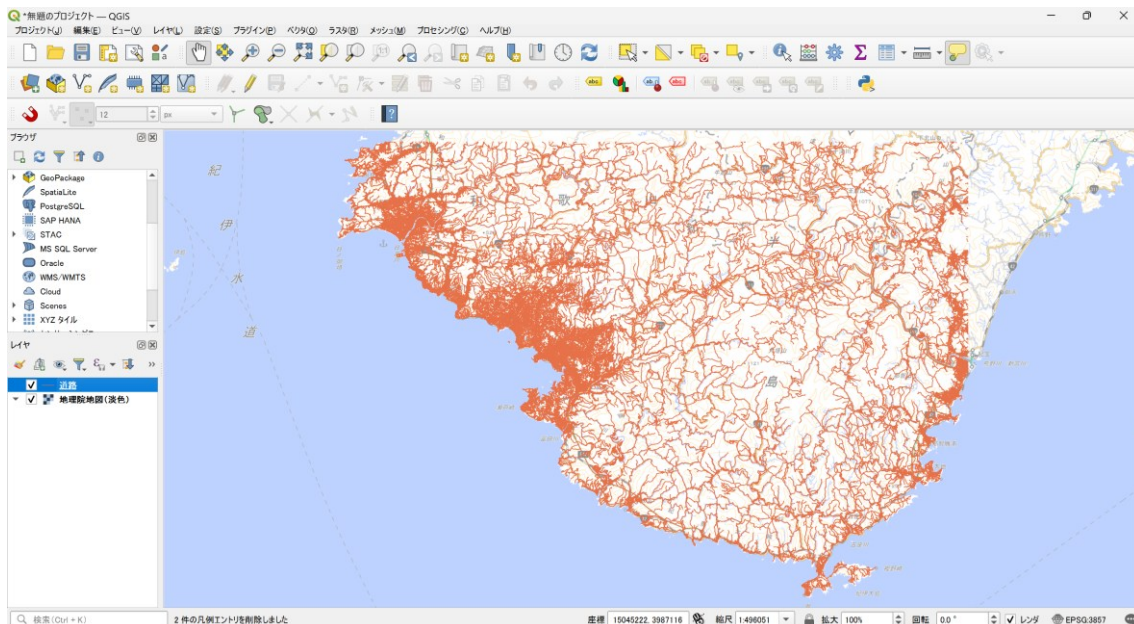 *無題のプロジェクト — QGIS
プロジェクト(J) 編集(E) ビュー(V) レイヤ(L) 設定(S) プラグイン(P) ベクタ(O) ラスタ(R) メッシュ(M) プロセシング(C) ヘルプ(H)
abc
12
px
ブラウザ
GeoPackage
SpatiaLite
PostgreSQL
SAP HANA
STAC
MS SQL Server
Oracle
WMS/WMTS
Cloud
Scenes
XYZ タイル
レイヤ
道路
地理院地図(淡色)
紀
伊
水
道
和
歌
山
半
島
検索(Ctrl + K)
2 件の凡例エントリを削除しました
座標 15045222, 3987116
縮尺 1:496051
拡大 100%
回転 0.0 °
レンダ
EPSG:3857